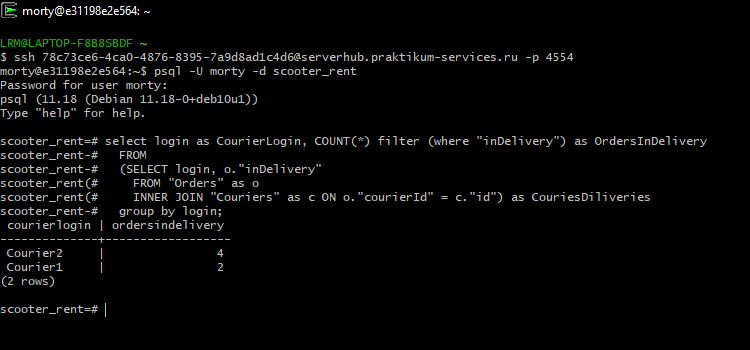 morty@e31198e2e564: ~
LRM@LAPTOP-F8B8SBDF ~
$ ssh 78c73ce6-4ca0-4876-8395-7a9d8ad1c4d6@serverhub.praktikum-services.ru -p 4554
morty@e31198e2e564:~$ psql -U morty -d scooter_rent
Password for user morty:
psql (11.18 (Debian 11.18-0+deb10u1))
Type "help" for help.
scooter_rent=# select login as CourierLogin, COUNT(*) filter (where "inDelivery") as OrdersInDelivery
scooter_rent-#   FROM
scooter_rent-#   (SELECT login, o."inDelivery"
scooter_rent(#     FROM "Orders" as o
scooter_rent(#     INNER JOIN "Couriers" as c ON o."courierId" = c."id") as CouriesDiliveries
scooter_rent-#   group by login;
 courierlogin | ordersindelivery
--------------+------------------
 Courier2     |                4
 Courier1     |                2
(2 rows)
scooter_rent=#